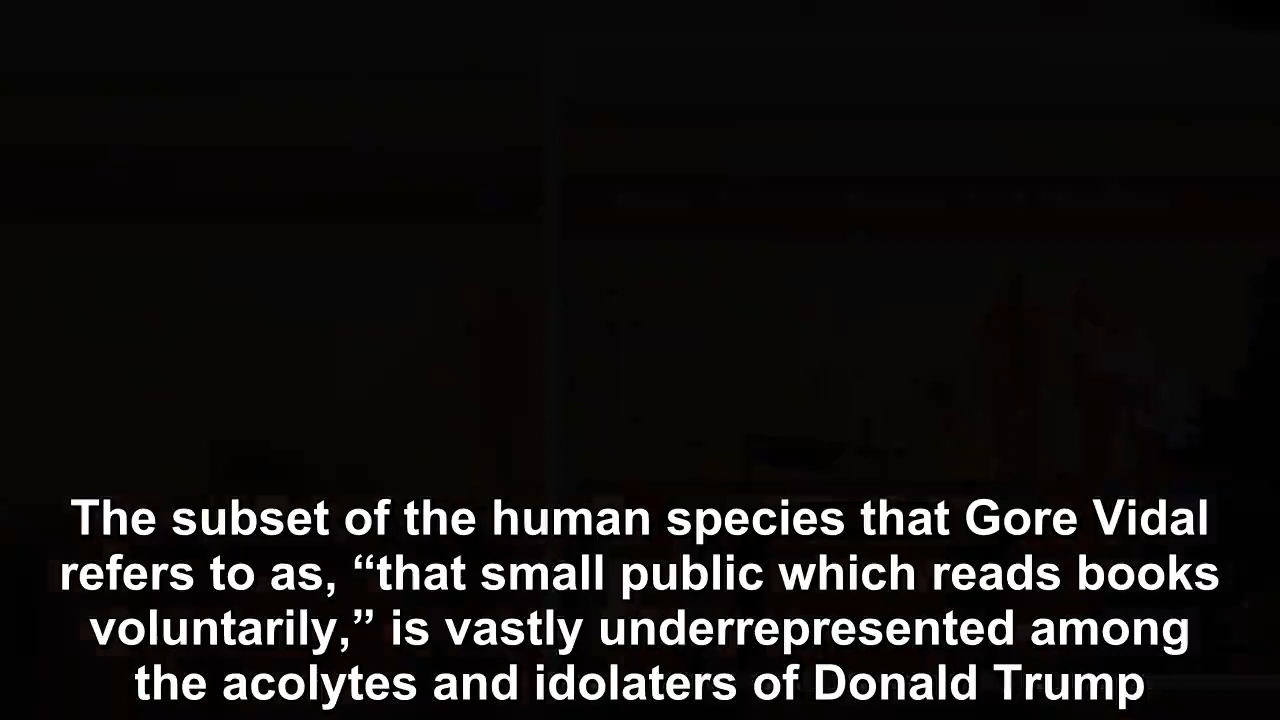 The subset of the human species that Gore Vidal
refers to as, “that small public which reads books
voluntarily,” is vastly underrepresented among
the acolytes and idolaters of Donald Trump